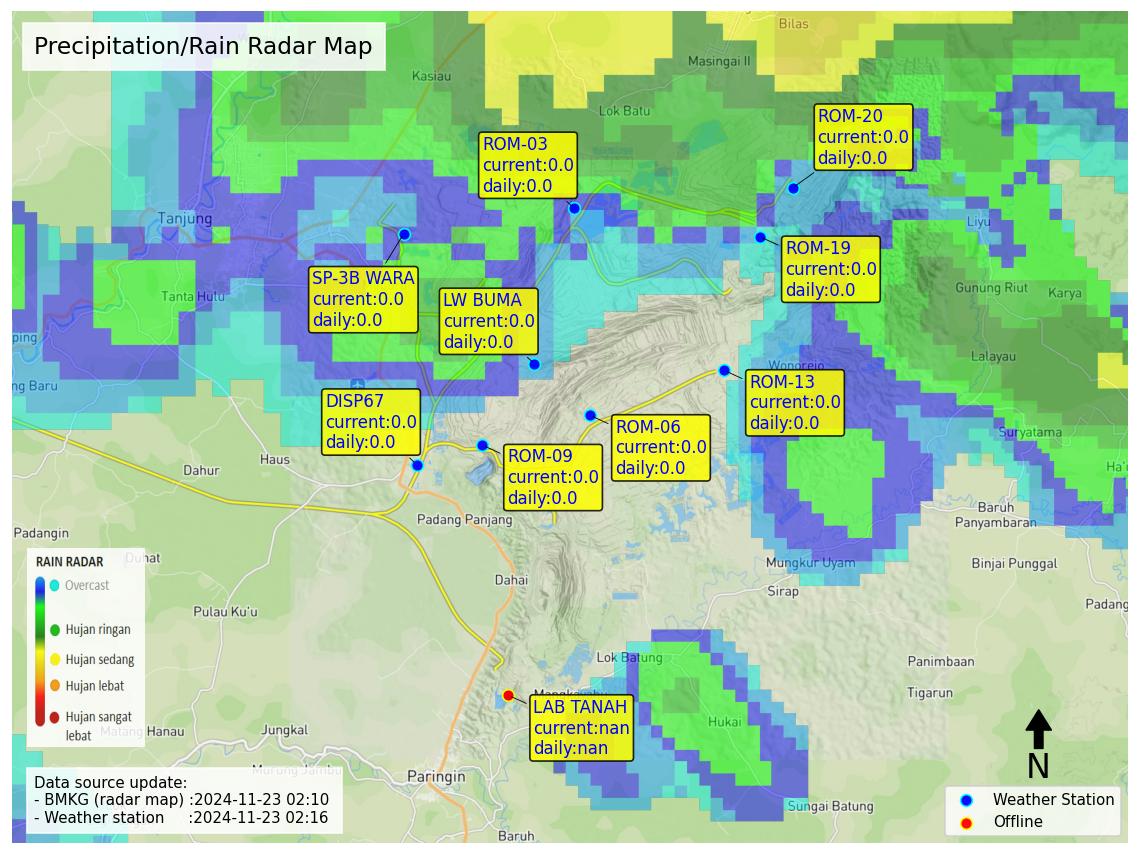 Precipitation/Rain Radar Map
Bilas
Masingai II
Kasiau
Lok Batu
ROM-20
current:0.0
daily:0.0
ROM-03
current:0.0
daily:0.0
Tanjung
Liyu
ROM-19
current:0.0
daily:0.0
SP-3B WARA
current:0.0
daily:0.0
Tanta Hulu
LW BUMA
current:0.0
daily:0.0
Gunung Riut
Karya
ping
Lalayau
Wonorejo
ng Baru
ROM-13
current:0.0
daily:0.0
DISP67
current:0.0
daily:0.0
ROM-06
current:0.0
daily:0.0
Suryatama
ROM-09
current:0.0
daily:0.0
Haus
Dahur
Ha'u
Baruh
Panyambaran
Padang Panjang
Padangin
Duhat
Mungkur Uyam
Binjai Punggal
Dahai
Sirap
Padang
Pulau Ku'u
RAIN RADAR
Overcast
Hujan ringan
Hujan sedang
Hujan lebat
Hujan sangat
lebat
Lok Batung
Panimbaan
Tigarun
LAB TANAH
current:nan
daily:nan
Hukai
Matang Hanau
Jungkal
Murung Jambu
Paringin
Sungai Batung
Baruh
N
Data source update:
- BMKG (radar map) :2024-11-23 02:10
- Weather station :2024-11-23 02:16
Weather Station
Offline